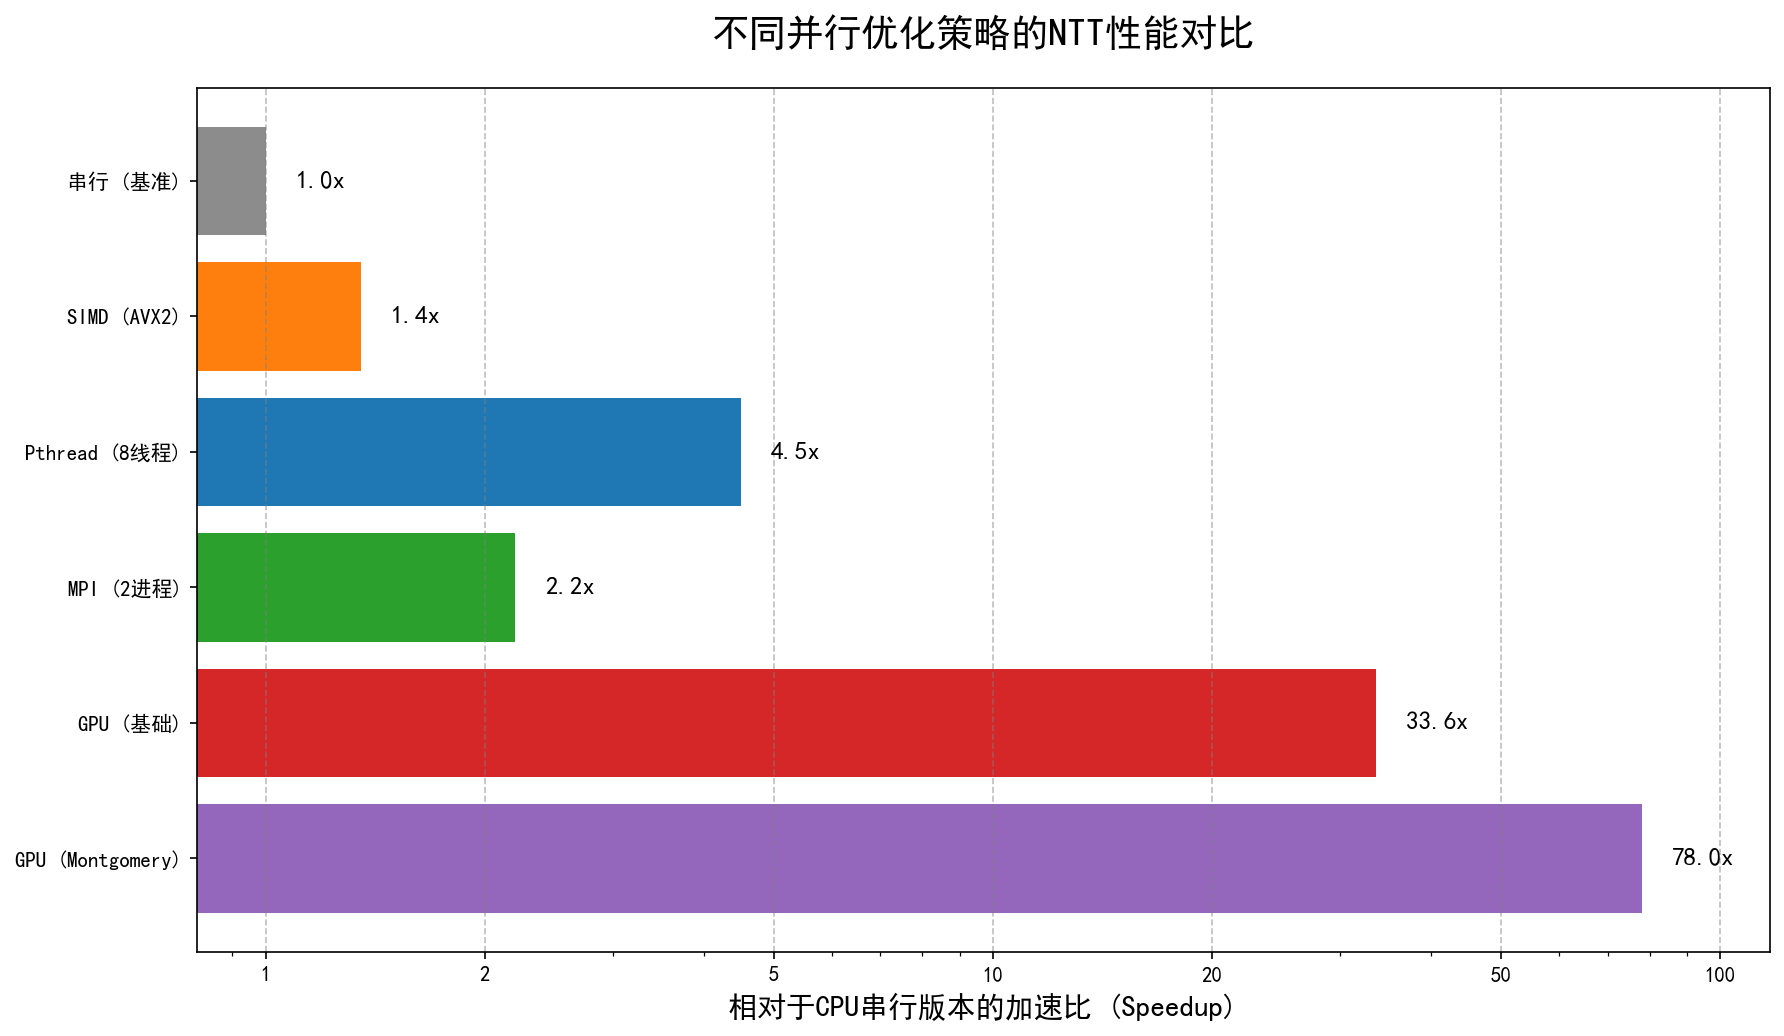 不同并行优化策略的NTT性能对比
串行 (基准)
1.0x
SIMD (AVX2)
1.4x
Pthread (8线程)
4.5x
MPI (2进程)
2.2x
GPU (基础)
33.6x
GPU (Montgomery)
78.0x
1 2 5 10 20 50 100
相对于CPU串行版本的加速比 (Speedup)